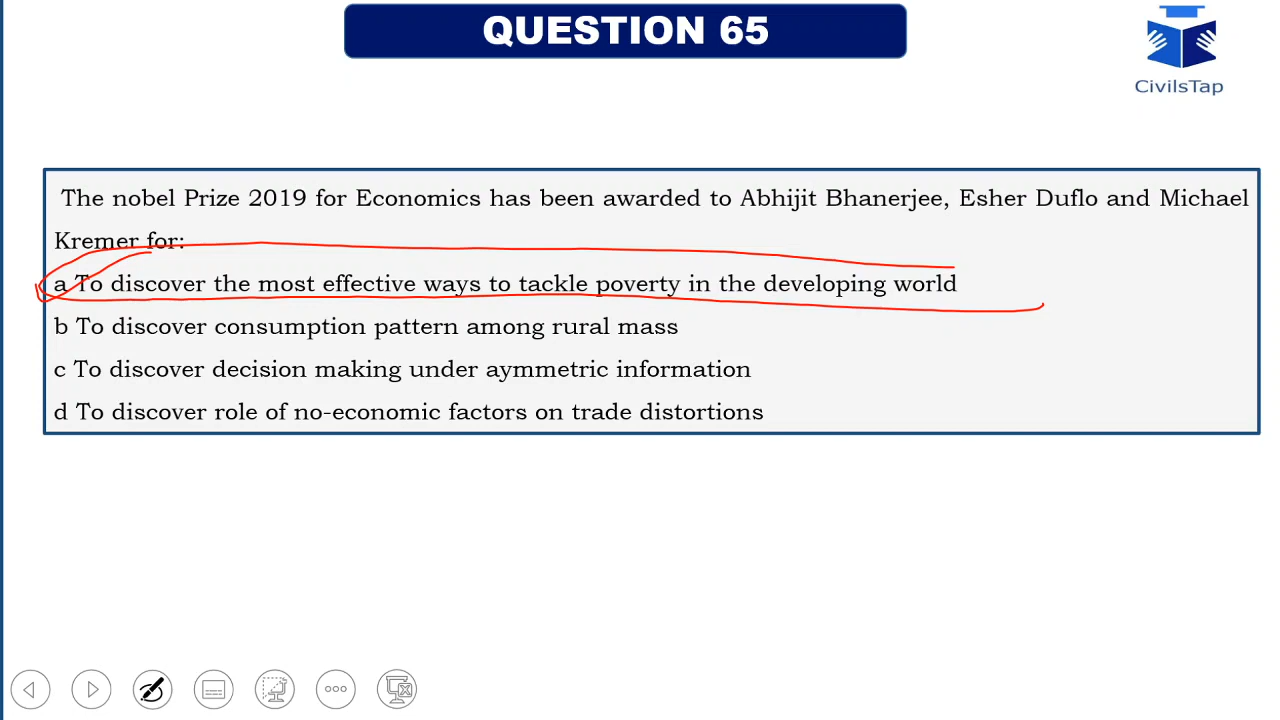 QUESTION 65
CivilsTap
The nobel Prize 2019 for Economics has been awarded to Abhijit Bhanerjee, Esher Duflo and Michael
Kremer for:
a To discover the most effective ways to tackle poverty in the developing world
b To discover consumption pattern among rural mass
c To discover decision making under aymmetric information
d To discover role of no-economic factors on trade distortions